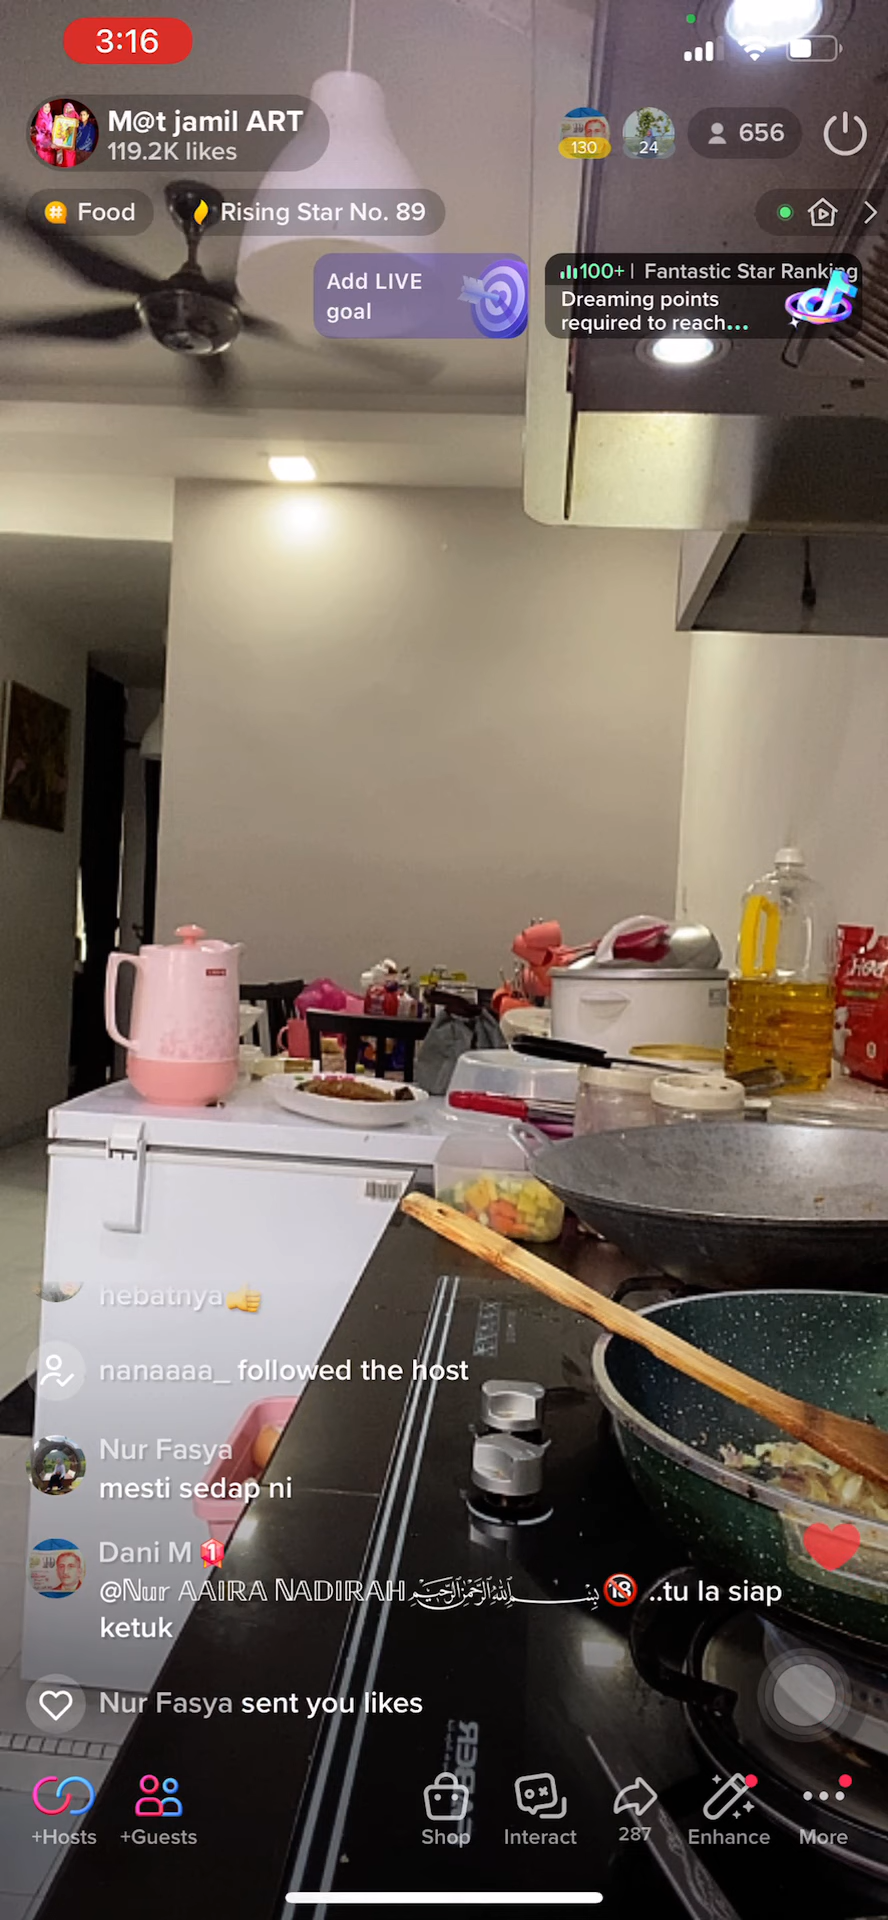 3:16
M@t jamil ART
119.2K likes
130
24
656
Food
Rising Star No. 89
Add LIVE
goal
100+ | Fantastic Star Ranking
Dreaming points
required to reach...
hebatnya👍
nanaaaa_ followed the host
Nur Fasya
mesti sedap ni
Dani M 1
@ℕ𝕦𝕣 𝔸𝔸𝕀ℝ𝔸 ℕ𝔸𝔻𝕀ℝ𝔸ℍ﷽🔞 ..tu la siap
ketuk
Nur Fasya sent you likes
+Hosts
+Guests
Shop
Interact
287
Enhance
More